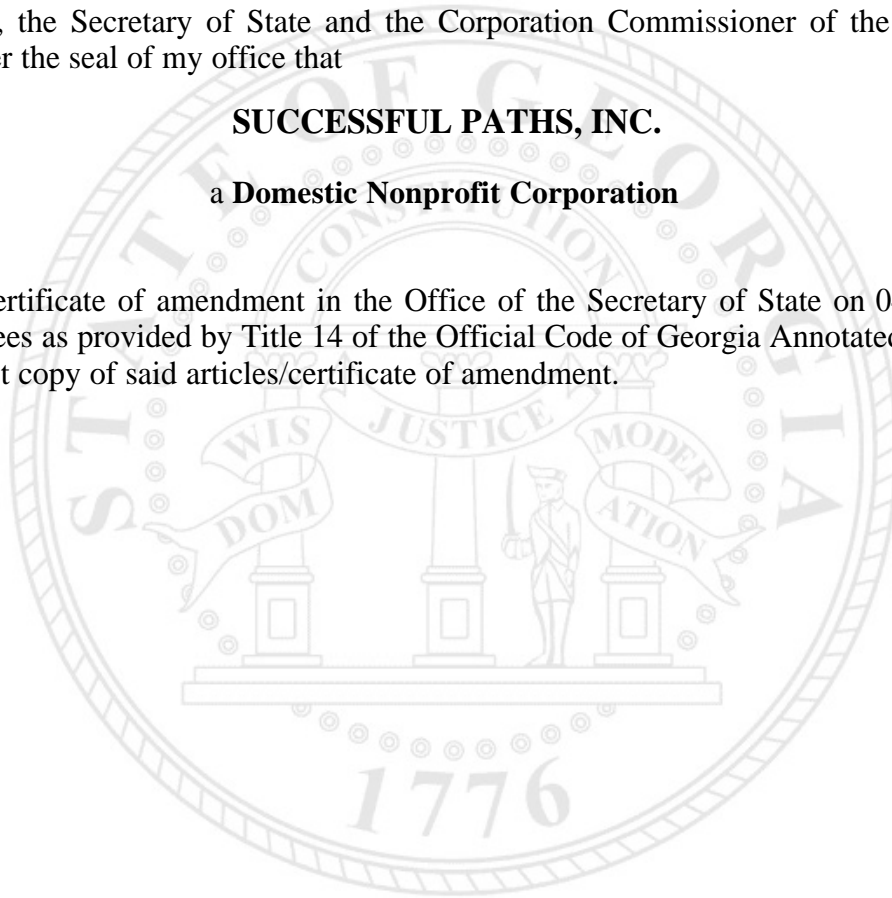 , the Secretary of State and the Corporation Commissioner of the
er the seal of my office that
SUCCESSFUL PATHS, INC.
a Domestic Nonprofit Corporation
ertificate of amendment in the Office of the Secretary of State on 0
ees as provided by Title 14 of the Official Code of Georgia Annotated
t copy of said articles/certificate of amendment.
STATE OF GEORGIA
CONSTITUTION
WIS
DOM
JUSTICE
MODER
ATION
1776